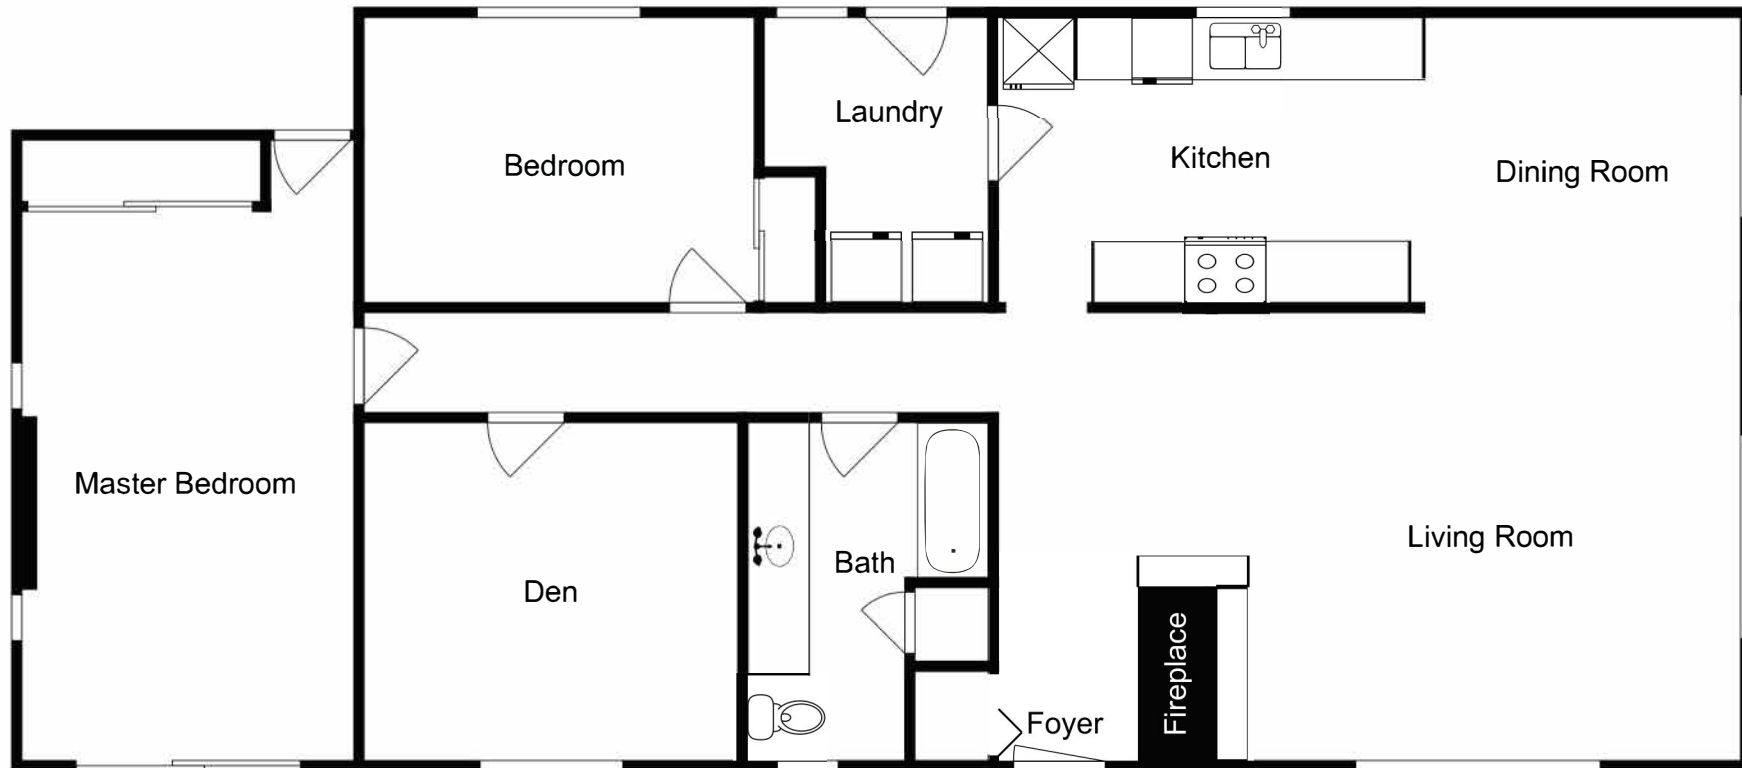 Laundry
Kitchen
Bedroom
Dining Room
Master Bedroom
Living Room
Bath
Den
Fireplace
Foyer